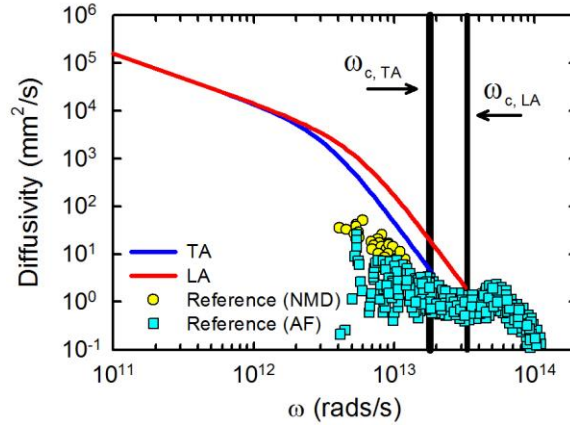 10⁶
10⁵
10⁴
10³
10²
10¹
10⁰
10⁻¹
Diffusivity (mm²/s)
ω_c, TA
ω_c, LA
TA
LA
Reference (NMD)
Reference (AF)
10¹¹ 10¹² 10¹³ 10¹⁴
ω (rads/s)